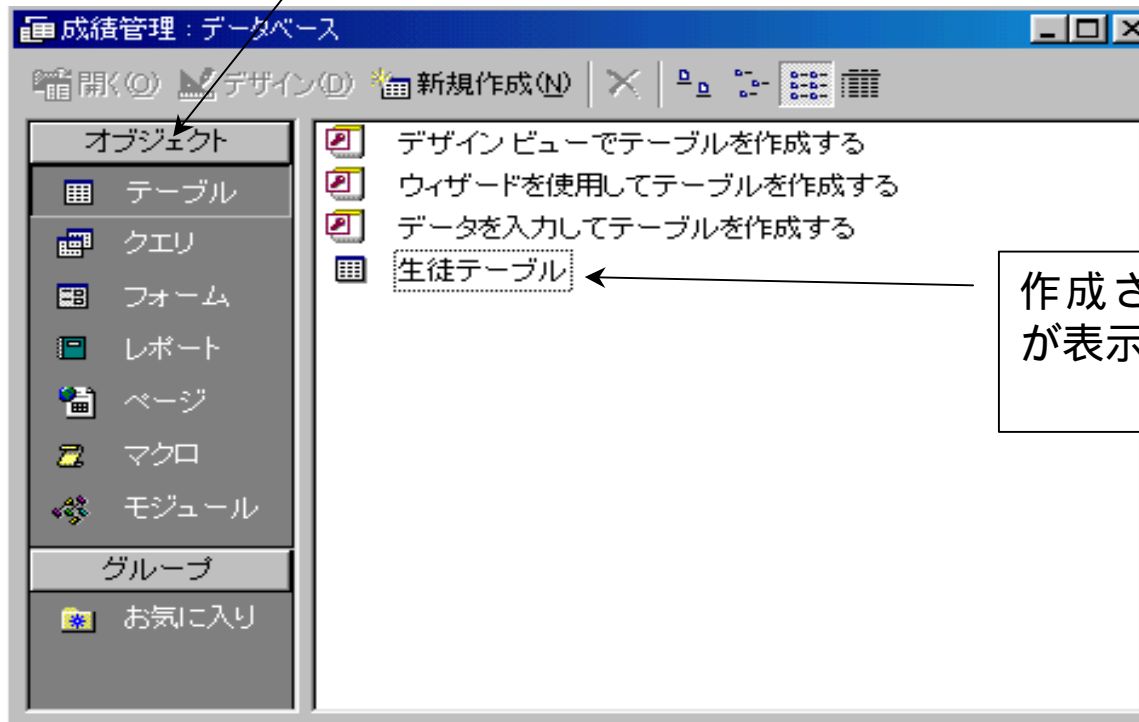 成績管理：データベース
開く(O) デザイン(D) 新規作成(N)
オブジェクト
テーブル
クエリ
フォーム
レポート
ページ
マクロ
モジュール
グループ
お気に入り
デザイン ビューでテーブルを作成する
ウィザードを使用してテーブルを作成する
データを入力してテーブルを作成する
生徒テーブル
作成さ
が表示